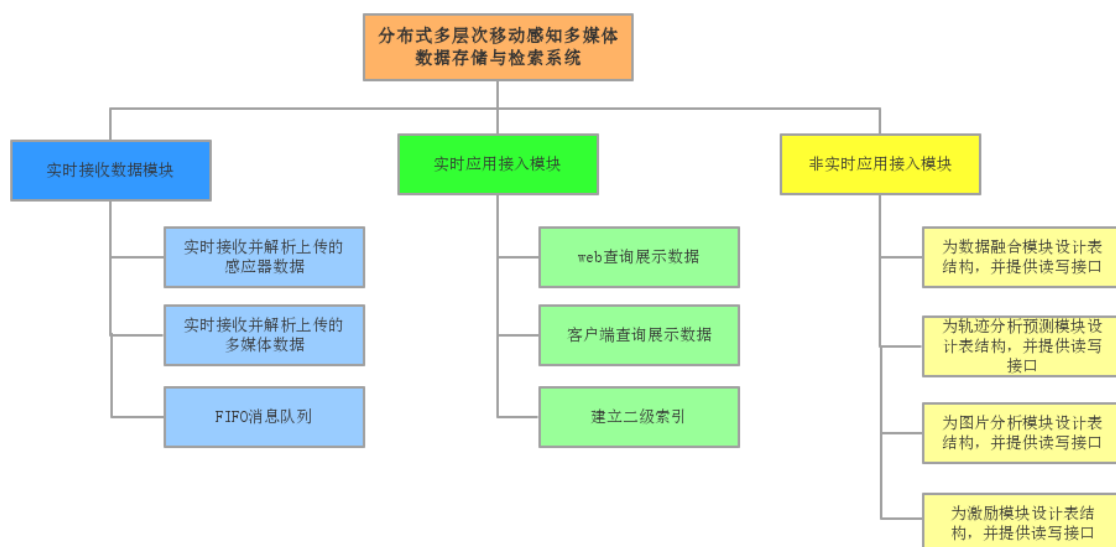 分布式多层次移动感知多媒体
数据存储与检索系统
实时接收数据模块
实时应用接入模块
非实时应用接入模块
实时接收并解析上传的
感应器数据
实时接收并解析上传的
多媒体数据
FIFO消息队列
web查询展示数据
客户端查询展示数据
建立二级索引
为数据融合模块设计表
结构，并提供读写接口
为轨迹分析预测模块设
计表结构，并提供读写
接口
为图片分析模块设计表
结构，并提供读写接口
为激励模块设计表结
构，并提供读写接口